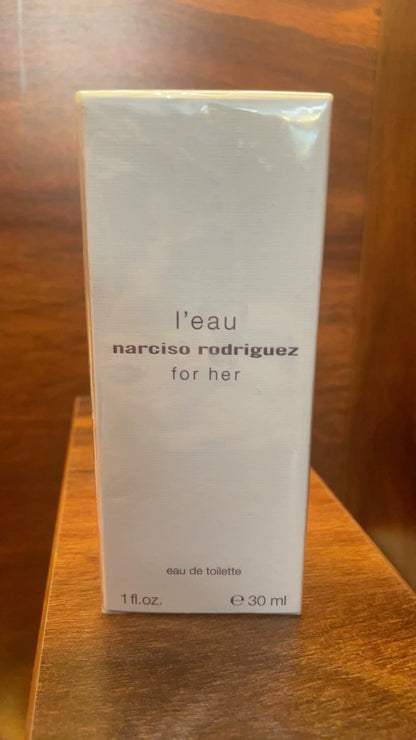 l'eau
narciso rodriguez
for her
eau de toilette
1 fl.oz. ℮ 30 ml